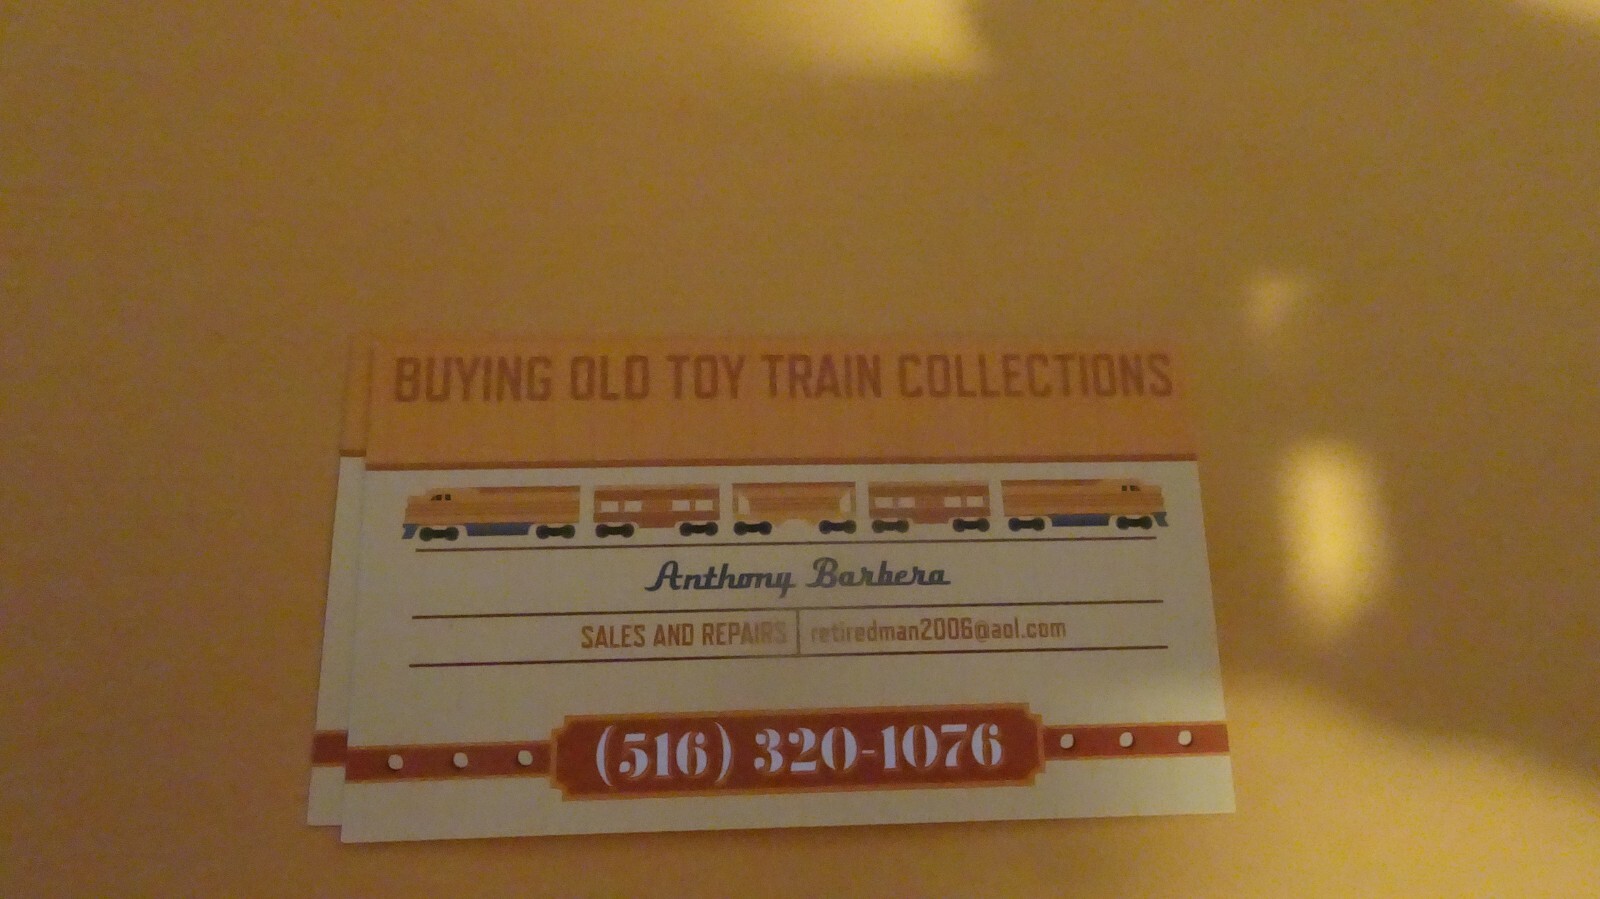 BUYING OLD TOY TRAIN COLLECTIONS
Anthony Barbera
SALES AND REPAIRS retiredman2006@aol.com
(516) 320-1076